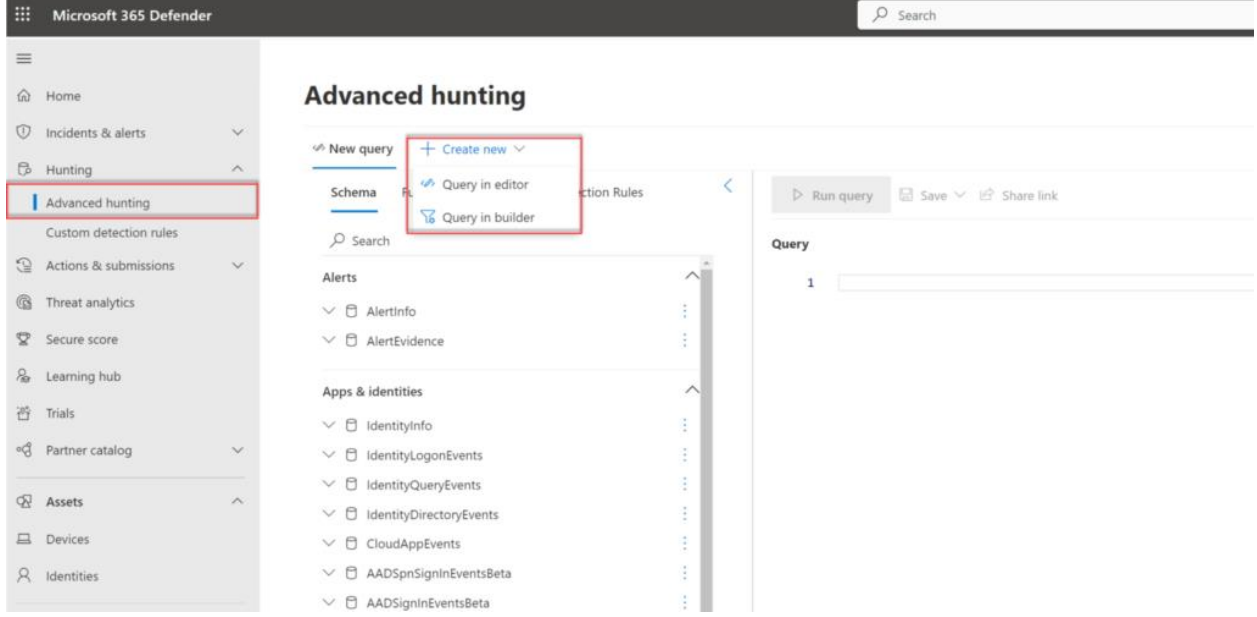 Microsoft 365 Defender
Search
Home
Incidents & alerts
Hunting
Advanced hunting
Custom detection rules
Actions & submissions
Threat analytics
Secure score
Learning hub
Trials
Partner catalog
Assets
Devices
Identities
Advanced hunting
New query
Create new
Query in editor
Query in builder
Schema
Rules
Search
Alerts
AlertInfo
AlertEvidence
Apps & identities
IdentityInfo
IdentityLogonEvents
IdentityQueryEvents
IdentityDirectoryEvents
CloudAppEvents
AADSpnSignInEventsBeta
AADSignInEventsBeta
Run query
Save
Share link
Query
1